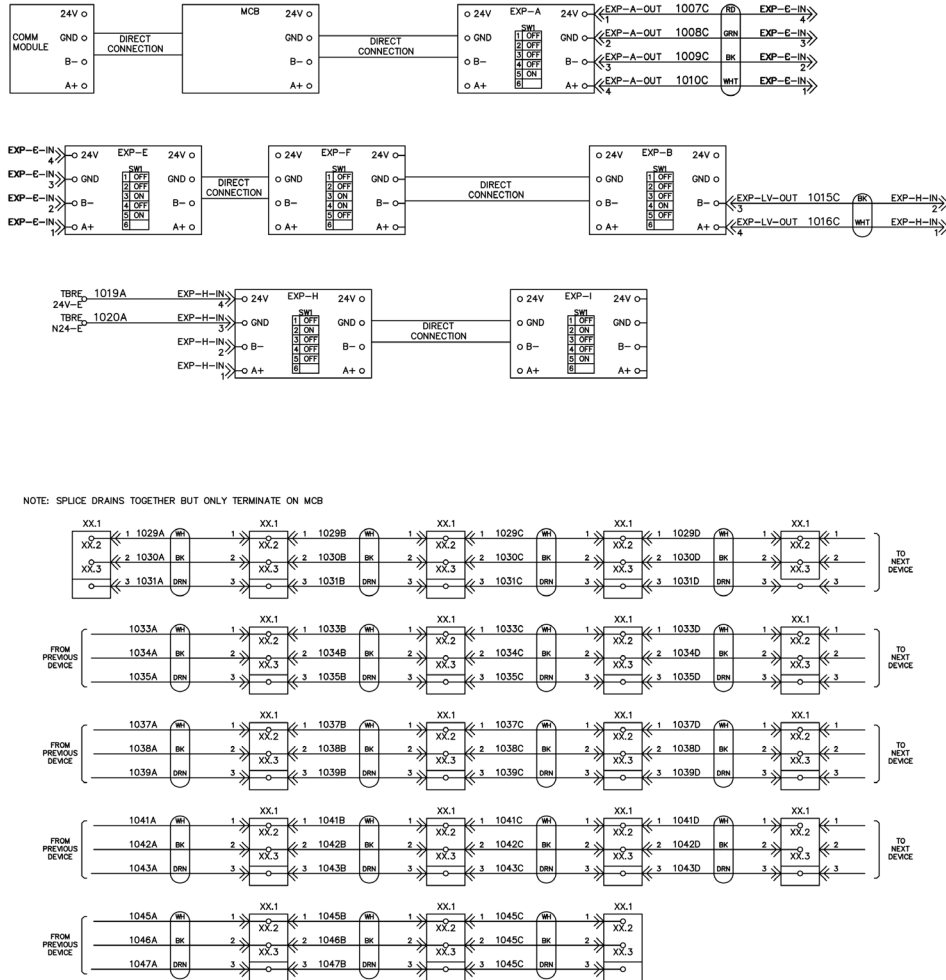 MCB EXP-A
24V 24V 24V EXP-A-OUT 1007C RD EXP-E-IN
1 4
COMM MODULE GND DIRECT CONNECTION GND DIRECT CONNECTION GND SW1 GND EXP-A-OUT 1008C GRN EXP-E-IN
2 3
1 OFF
2 OFF
3 OFF
4 OFF
5 ON
6
B- B- B- B- EXP-A-OUT 1009C BK EXP-E-IN
3 2
A+ A+ A+ A+ EXP-A-OUT 1010C WHT EXP-E-IN
4 1
EXP-E-IN 4 24V EXP-E 24V 24V EXP-F 24V 24V EXP-B 24V
EXP-E-IN 3 GND SW1 GND DIRECT CONNECTION GND SW1 GND DIRECT CONNECTION GND SW1 GND
1 OFF 1 OFF 1 OFF
2 OFF 2 OFF 2 OFF
3 ON 3 ON 3 OFF
4 OFF 4 ON 4 ON
5 ON 5 OFF 5 OFF
6 6 6
EXP-E-IN 2 B- B- B- B- B- B- EXP-LV-OUT 1015C BK EXP-H-IN
3 2
EXP-E-IN 1 A+ A+ A+ A+ A+ A+ EXP-LV-OUT 1016C WHT EXP-H-IN
4 1
TBRE 24V-E 1019A EXP-H-IN 4 24V EXP-H 24V 24V EXP-I 24V
TBRE N24-E 1020A EXP-H-IN 3 GND SW1 GND DIRECT CONNECTION GND SW1 GND
1 OFF 1 OFF
2 ON 2 ON
3 OFF 3 OFF
4 OFF 4 OFF
5 OFF 5 ON
6 6
EXP-H-IN 2 B- B- B- B-
EXP-H-IN 1 A+ A+ A+ A+
NOTE: SPLICE DRAINS TOGETHER BUT ONLY TERMINATE ON MCB
XX.1 XX.1 XX.1 XX.1 XX.1
1 1029A WH 1 1 1029B WH 1 1 1029C WH 1 1 1029D WH 1 1
XX.2 XX.2 XX.2 XX.2 XX.2
2 1030A BK 2 2 1030B BK 2 2 1030C BK 2 2 1030D BK 2 2 TO NEXT DEVICE
XX.3 XX.3 XX.3 XX.3 XX.3
3 1031A DRN 3 3 1031B DRN 3 3 1031C DRN 3 3 1031D DRN 3 3
XX.1 XX.1 XX.1 XX.1
1033A WH 1 1 1033B WH 1 1 1033C WH 1 1 1033D WH 1 1
XX.2 XX.2 XX.2 XX.2
FROM PREVIOUS DEVICE 1034A BK 2 2 1034B BK 2 2 1034C BK 2 2 1034D BK 2 2 TO NEXT DEVICE
XX.3 XX.3 XX.3 XX.3
1035A DRN 3 3 1035B DRN 3 3 1035C DRN 3 3 1035D DRN 3 3
XX.1 XX.1 XX.1 XX.1
1037A WH 1 1 1037B WH 1 1 1037C WH 1 1 1037D WH 1 1
XX.2 XX.2 XX.2 XX.2
FROM PREVIOUS DEVICE 1038A BK 2 2 1038B BK 2 2 1038C BK 2 2 1038D BK 2 2 TO NEXT DEVICE
XX.3 XX.3 XX.3 XX.3
1039A DRN 3 3 1039B DRN 3 3 1039C DRN 3 3 1039D DRN 3 3
XX.1 XX.1 XX.1 XX.1
1041A WH 1 1 1041B WH 1 1 1041C WH 1 1 1041D WH 1 1
XX.2 XX.2 XX.2 XX.2
FROM PREVIOUS DEVICE 1042A BK 2 2 1042B BK 2 2 1042C BK 2 2 1042D BK 2 2 TO NEXT DEVICE
XX.3 XX.3 XX.3 XX.3
1043A DRN 3 3 1043B DRN 3 3 1043C DRN 3 3 1043D DRN 3 3
XX.1 XX.1 XX.1
1045A WH 1 1 1045B WH 1 1 1045C WH 1
XX.2 XX.2 XX.2
FROM PREVIOUS DEVICE 1046A BK 2 2 1046B BK 2 2 1045C BK 2
XX.3 XX.3 XX.3
1047A DRN 3 3 1047B DRN 3 3 1045C DRN 3